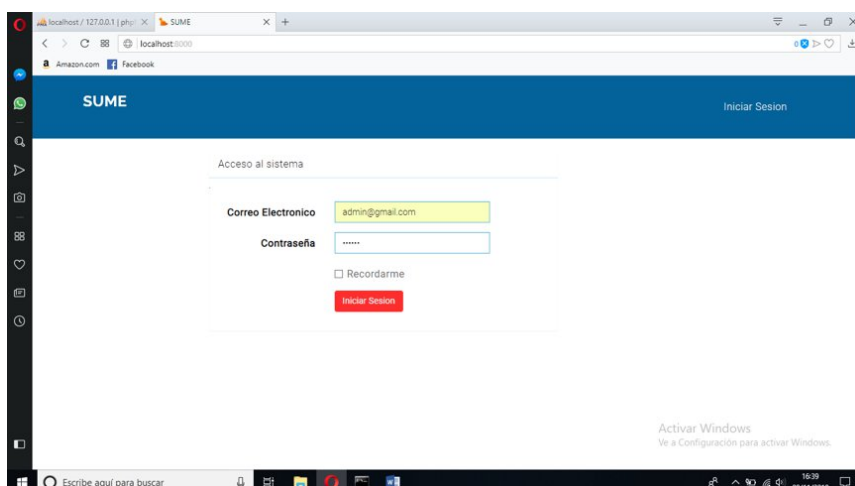 localhost / 127.0.0.1 | php
SUME
localhost:8000
Amazon.com
Facebook
SUME
Iniciar Sesion
Acceso al sistema
Correo Electronico
admin@gmail.com
Contraseña
Recordarme
Iniciar Sesion
Activar Windows
Ve a Configuración para activar Windows.
Escribe aquí para buscar
16:39